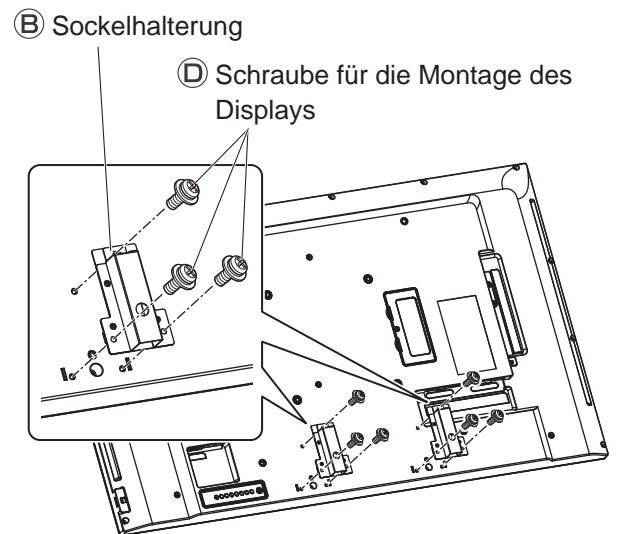 Ⓑ Sockelhalterung
Ⓓ Schraube für die Montage des
Displays